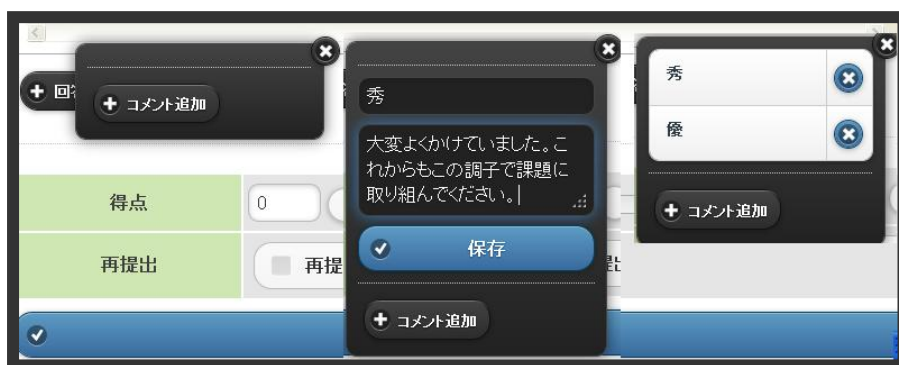 コメント追加
回
得点
0
再提出
再提
秀
大変よくかけていました。こ
れからもこの調子で課題に
取り組んでください。
保存
コメント追加
秀
優
コメント追加